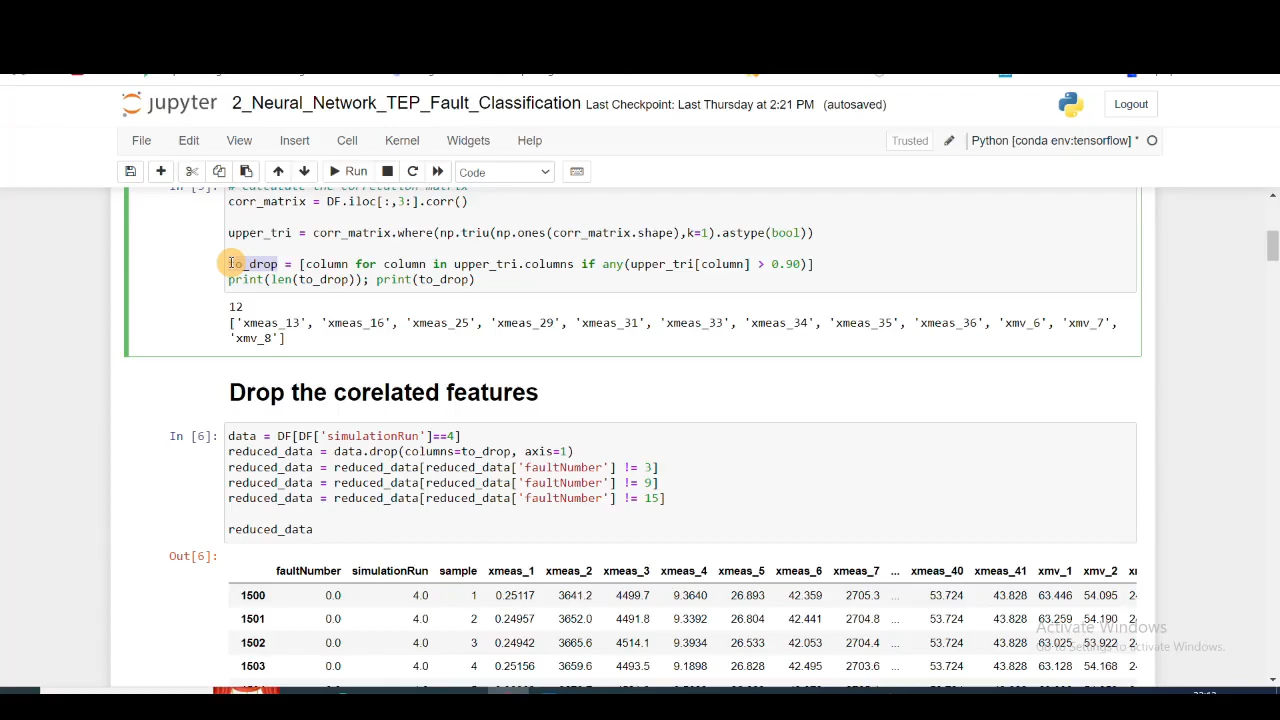 jupyter 2_Neural_Network_TEP_Fault_Classification Last Checkpoint: Last Thursday at 2:21 PM (autosaved) Logout
File Edit View Insert Cell Kernel Widgets Help Trusted Python [conda env:tensorflow] *
Run Code
corr_matrix = DF.iloc[:,3:].corr()
upper_tri = corr_matrix.where(np.triu(np.ones(corr_matrix.shape),k=1).astype(bool))
to_drop = [column for column in upper_tri.columns if any(upper_tri[column] > 0.90)]
print(len(to_drop)); print(to_drop)
12
['xmeas_13', 'xmeas_16', 'xmeas_25', 'xmeas_29', 'xmeas_31', 'xmeas_33', 'xmeas_34', 'xmeas_35', 'xmeas_36', 'xmv_6', 'xmv_7',
'xmv_8']
Drop the corelated features
In [6]: data = DF[DF['simulationRun']==4]
reduced_data = data.drop(columns=to_drop, axis=1)
reduced_data = reduced_data[reduced_data['faultNumber'] != 3]
reduced_data = reduced_data[reduced_data['faultNumber'] != 9]
reduced_data = reduced_data[reduced_data['faultNumber'] != 15]
reduced_data
Out[6]:
faultNumber simulationRun sample xmeas_1 xmeas_2 xmeas_3 xmeas_4 xmeas_5 xmeas_6 xmeas_7 ... xmeas_40 xmeas_41 xmv_1 xmv_2
1500 0.0 4.0 1 0.25117 3641.2 4499.7 9.3640 26.893 42.359 2705.3 ... 53.724 43.828 63.446 54.095
1501 0.0 4.0 2 0.24957 3652.0 4491.8 9.3392 26.804 42.441 2704.8 ... 53.724 43.828 63.259 54.190
1502 0.0 4.0 3 0.24942 3665.6 4514.1 9.3934 26.533 42.053 2704.4 ... 53.724 43.828 63.025 53.922
1503 0.0 4.0 4 0.25156 3659.6 4493.5 9.1898 26.828 42.495 2703.6 ... 53.724 43.828 63.128 54.168
Activate Windows
Go to Settings to activate Windows.